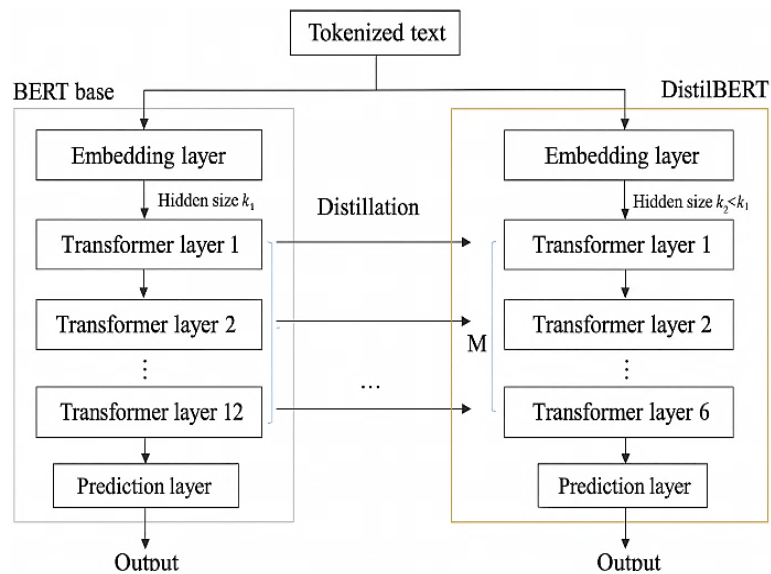 Tokenized text
BERT base
DistilBERT
Embedding layer
Embedding layer
Hidden size k₁
Distillation
Hidden size k₂<k₁
Transformer layer 1
Transformer layer 1
Transformer layer 2
M
Transformer layer 2
⋮
⋮
...
Transformer layer 12
Transformer layer 6
Prediction layer
Prediction layer
Output
Output